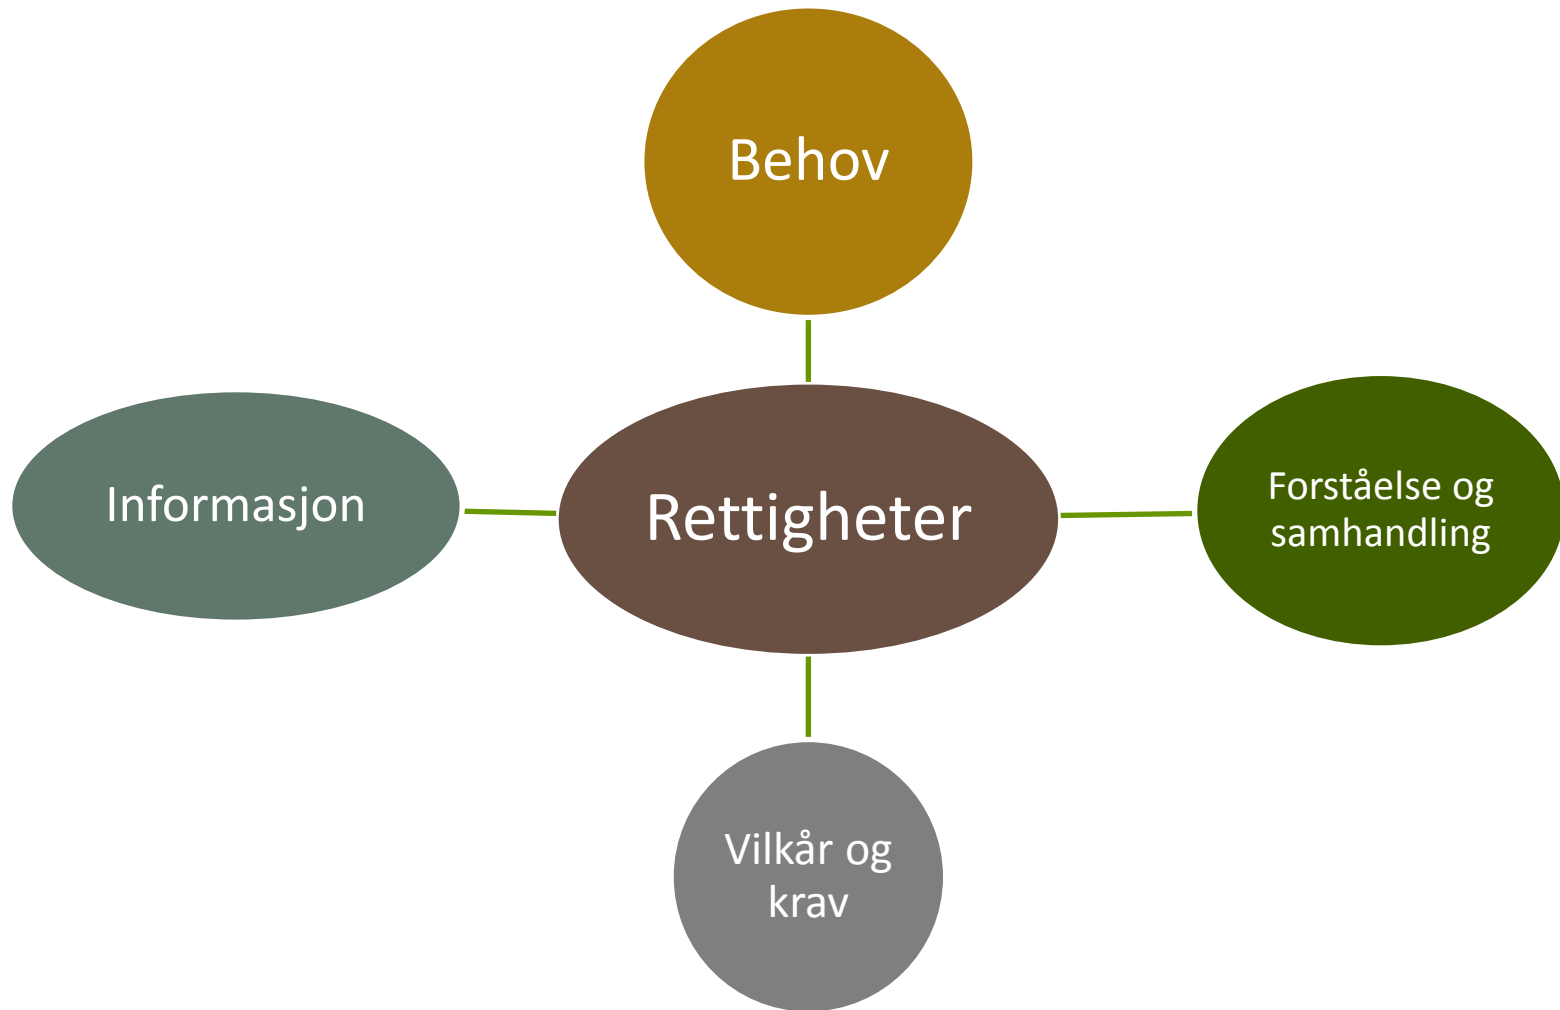 Behov
Informasjon
Rettigheter
Forståelse og
samhandling
Vilkår og
krav